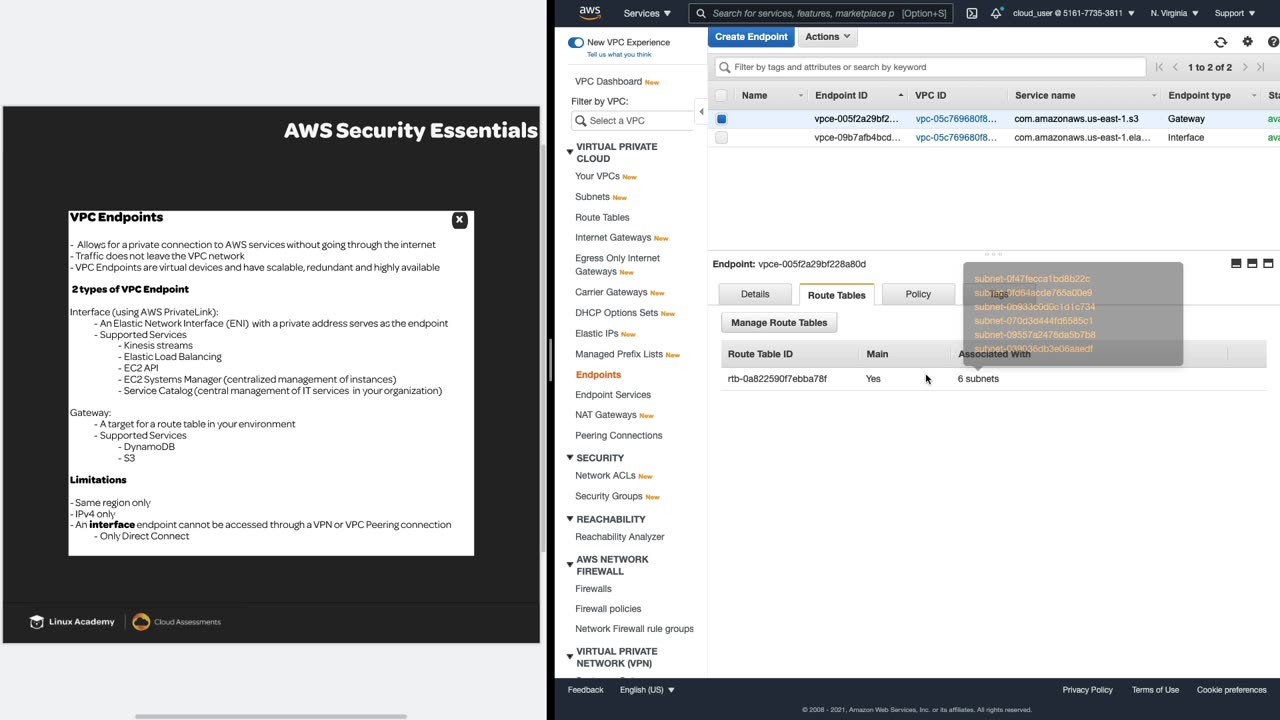 AWS Security Essentials
VPC Endpoints
x
- Allows for a private connection to AWS services without going through the internet
- Traffic does not leave the VPC network
- VPC Endpoints are virtual devices and have scalable, redundant and highly available
2 types of VPC Endpoint
Interface (using AWS PrivateLink):
- An Elastic Network Interface (ENI) with a private address serves as the endpoint
- Supported Services
- Kinesis streams
- Elastic Load Balancing
- EC2 API
- EC2 Systems Manager (centralized management of instances)
- Service Catalog (central management of IT services in your organization)
Gateway:
- A target for a route table in your environment
- Supported Services
- DynamoDB
- S3
Limitations
- Same region only
- IPv4 only
- An interface endpoint cannot be accessed through a VPN or VPC Peering connection
- Only Direct Connect
Linux Academy
Cloud Assessments
aws
Services
Search for services, features, marketplace p
[Option+S]
cloud_user @ 5161-7735-3811
N. Virginia
Support
New VPC Experience
Tell us what you think
VPC Dashboard New
Filter by VPC:
Select a VPC
VIRTUAL PRIVATE
CLOUD
Your VPCs New
Subnets New
Route Tables
Internet Gateways New
Egress Only Internet
Gateways New
Carrier Gateways New
DHCP Options Sets New
Elastic IPs New
Managed Prefix Lists New
Endpoints
Endpoint Services
NAT Gateways New
Peering Connections
SECURITY
Network ACLs New
Security Groups New
REACHABILITY
Reachability Analyzer
AWS NETWORK
FIREWALL
Firewalls
Firewall policies
Network Firewall rule groups
VIRTUAL PRIVATE
NETWORK (VPN)
Create Endpoint
Actions
Filter by tags and attributes or search by keyword
1 to 2 of 2
Name
Endpoint ID
VPC ID
Service name
Endpoint type
Sta
vpce-005f2a29bf2...
vpc-05c769680f8...
com.amazonaws.us-east-1.s3
Gateway
ava
vpce-09b7afb4bcd...
vpc-05c769680f8...
com.amazonaws.us-east-1.ela...
Interface
ava
Endpoint: vpce-005f2a29bf228a80d
Details
Route Tables
Policy
Tags
subnet-0f47fecca1bd8b22c
subnet-0fd64acde765a00e9
subnet-0b933c0d0c1d1c734
subnet-070d3d444fd6585c1
subnet-09557a2476da5b7b8
Manage Route Tables
Route Table ID
Main
Associated With
rtb-0a822590f7ebba78f
Yes
6 subnets
Feedback
English (US)
Privacy Policy
Terms of Use
Cookie preferences
© 2008 - 2021, Amazon Web Services, Inc. or its affiliates. All rights reserved.